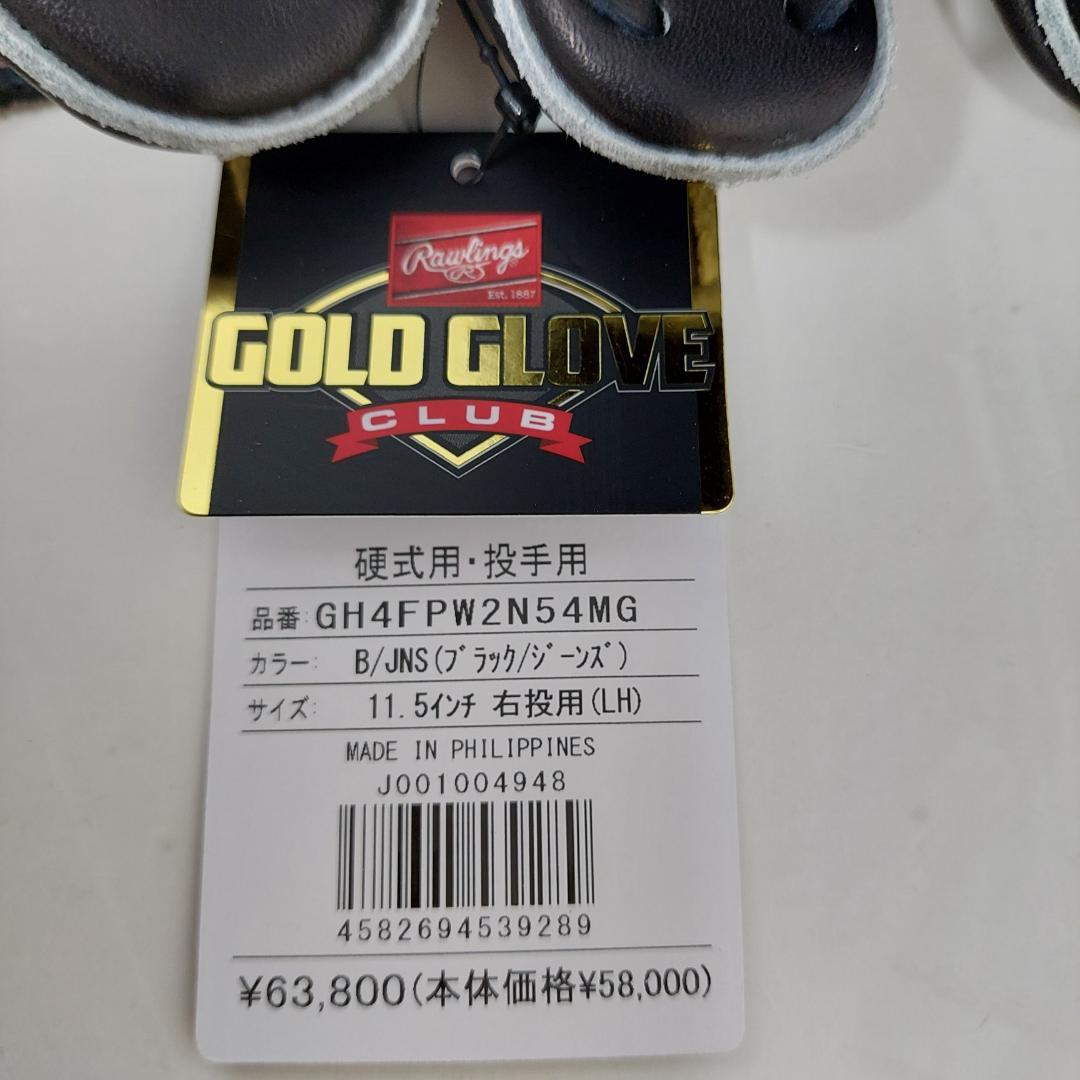 Rawlings
Est. 1887
GOLD GLOVE
CLUB
硬式用・投手用
品番:GH4FPW2N54MG
カラー: B/JNS(ﾌﾞﾗｯｸ/ｼﾞｰﾝｽﾞ)
サイズ: 11.5ｲﾝﾁ 右投用(LH)
MADE IN PHILIPPINES
J001004948
4582694539289
¥63,800(本体価格¥58,000)